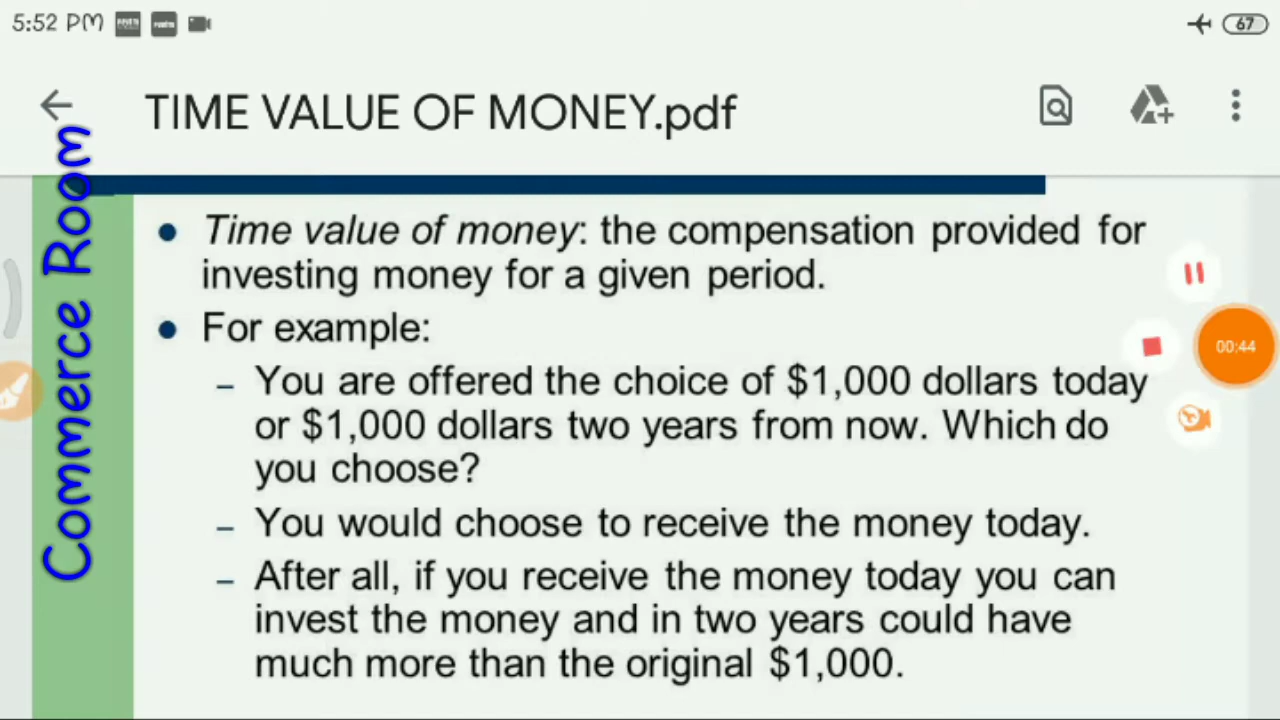 5:52 PM
67
TIME VALUE OF MONEY.pdf
Commerce Room
• Time value of money: the compensation provided for
investing money for a given period.
• For example:
– You are offered the choice of $1,000 dollars today
or $1,000 dollars two years from now. Which do
you choose?
– You would choose to receive the money today.
– After all, if you receive the money today you can
invest the money and in two years could have
much more than the original $1,000.
00:44